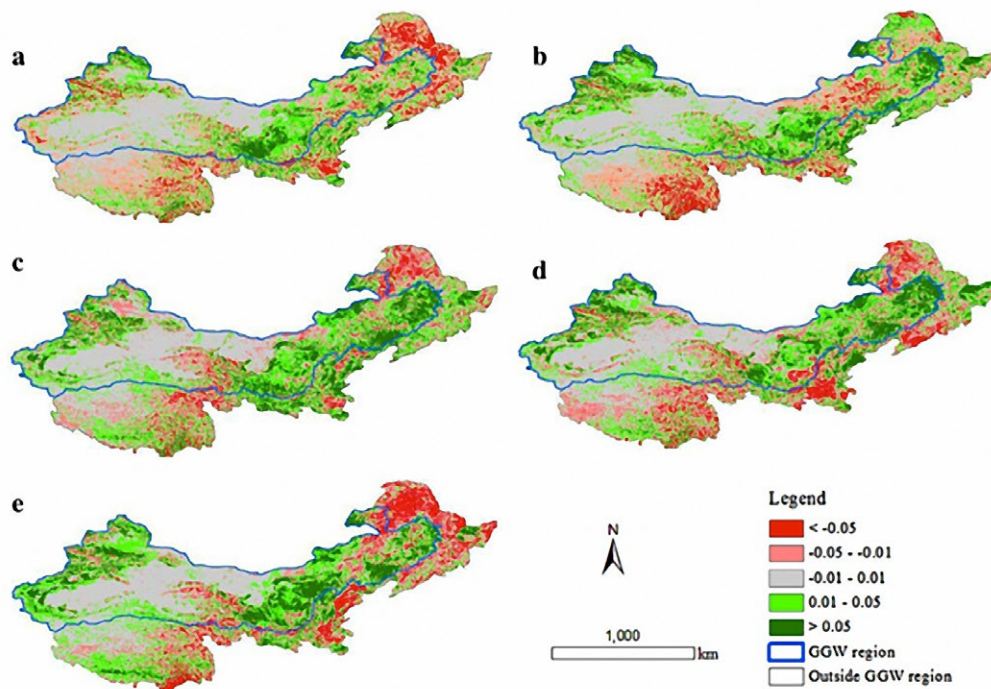 a
b
c
d
e
N
1,000
km
Legend
< -0.05
-0.05 - -0.01
-0.01 - 0.01
0.01 - 0.05
> 0.05
GGW region
Outside GGW region